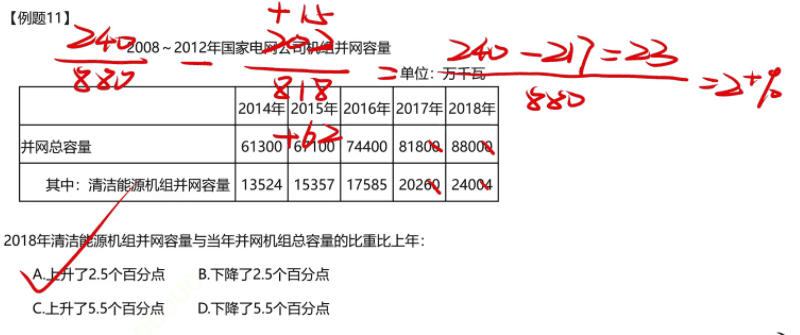 【例题11】
+15
240/880 - 202/818 = 240-217=23/880 =2+%
+62
2008～2012年国家电网公司机组并网容量
单位：万千瓦
2014年 2015年 2016年 2017年 2018年
并网总容量 61300 67100 74400 81800 88000
其中：清洁能源机组并网容量 13524 15357 17585 20260 24004
2018年清洁能源机组并网容量与当年并网机组总容量的比重比上年：
A.上升了2.5个百分点 B.下降了2.5个百分点
C.上升了5.5个百分点 D.下降了5.5个百分点